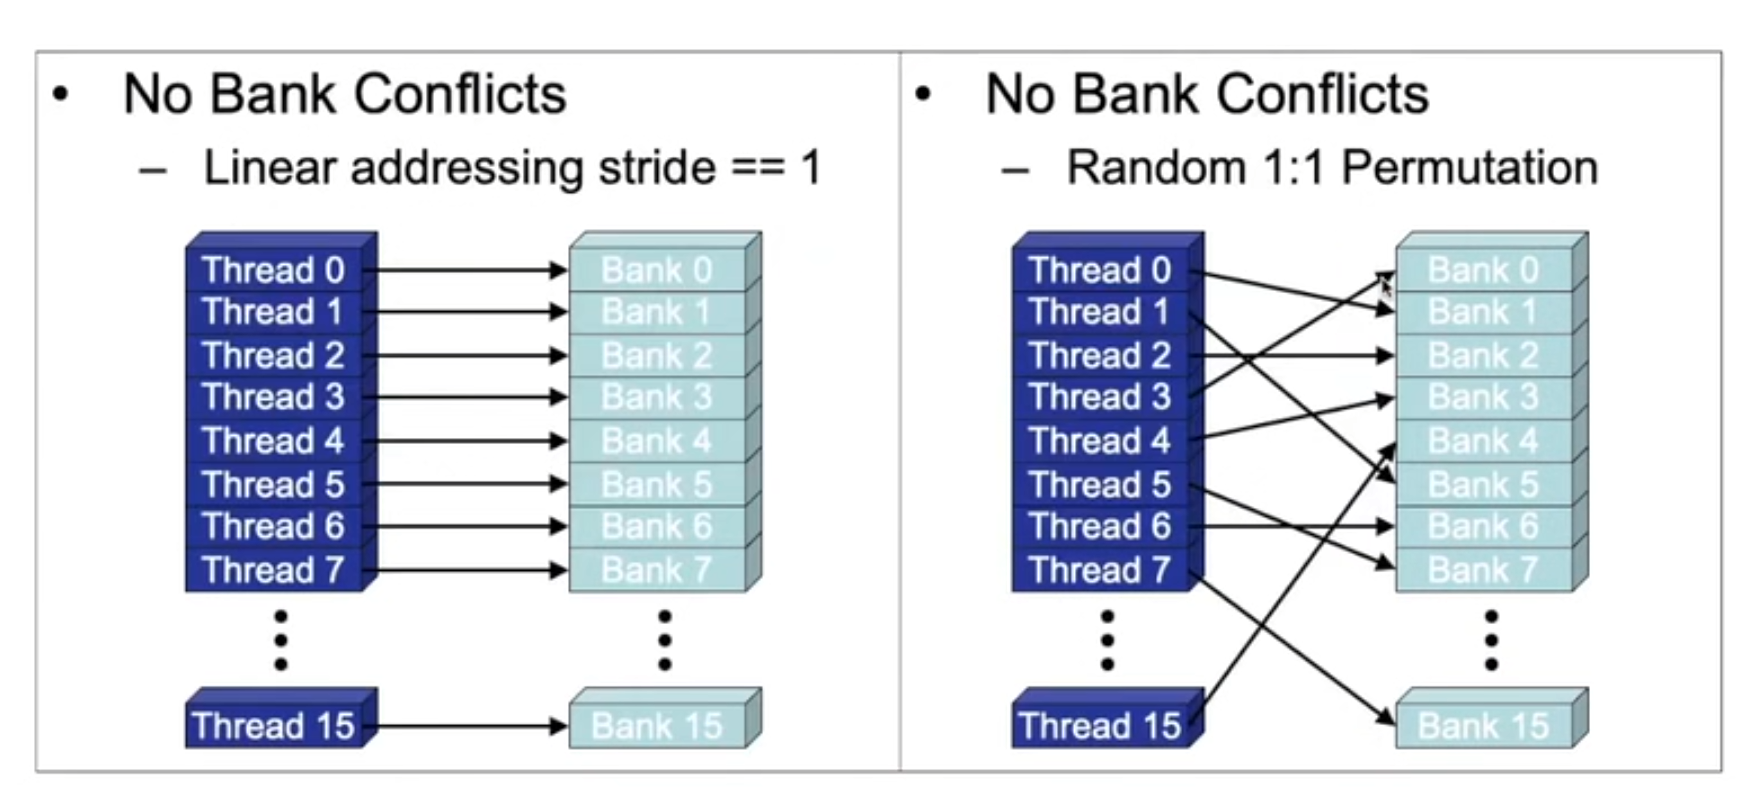 • No Bank Conflicts
– Linear addressing stride == 1
Thread 0
Thread 1
Thread 2
Thread 3
Thread 4
Thread 5
Thread 6
Thread 7
Thread 15
Bank 0
Bank 1
Bank 2
Bank 3
Bank 4
Bank 5
Bank 6
Bank 7
Bank 15
• No Bank Conflicts
– Random 1:1 Permutation
Thread 0
Thread 1
Thread 2
Thread 3
Thread 4
Thread 5
Thread 6
Thread 7
Thread 15
Bank 0
Bank 1
Bank 2
Bank 3
Bank 4
Bank 5
Bank 6
Bank 7
Bank 15